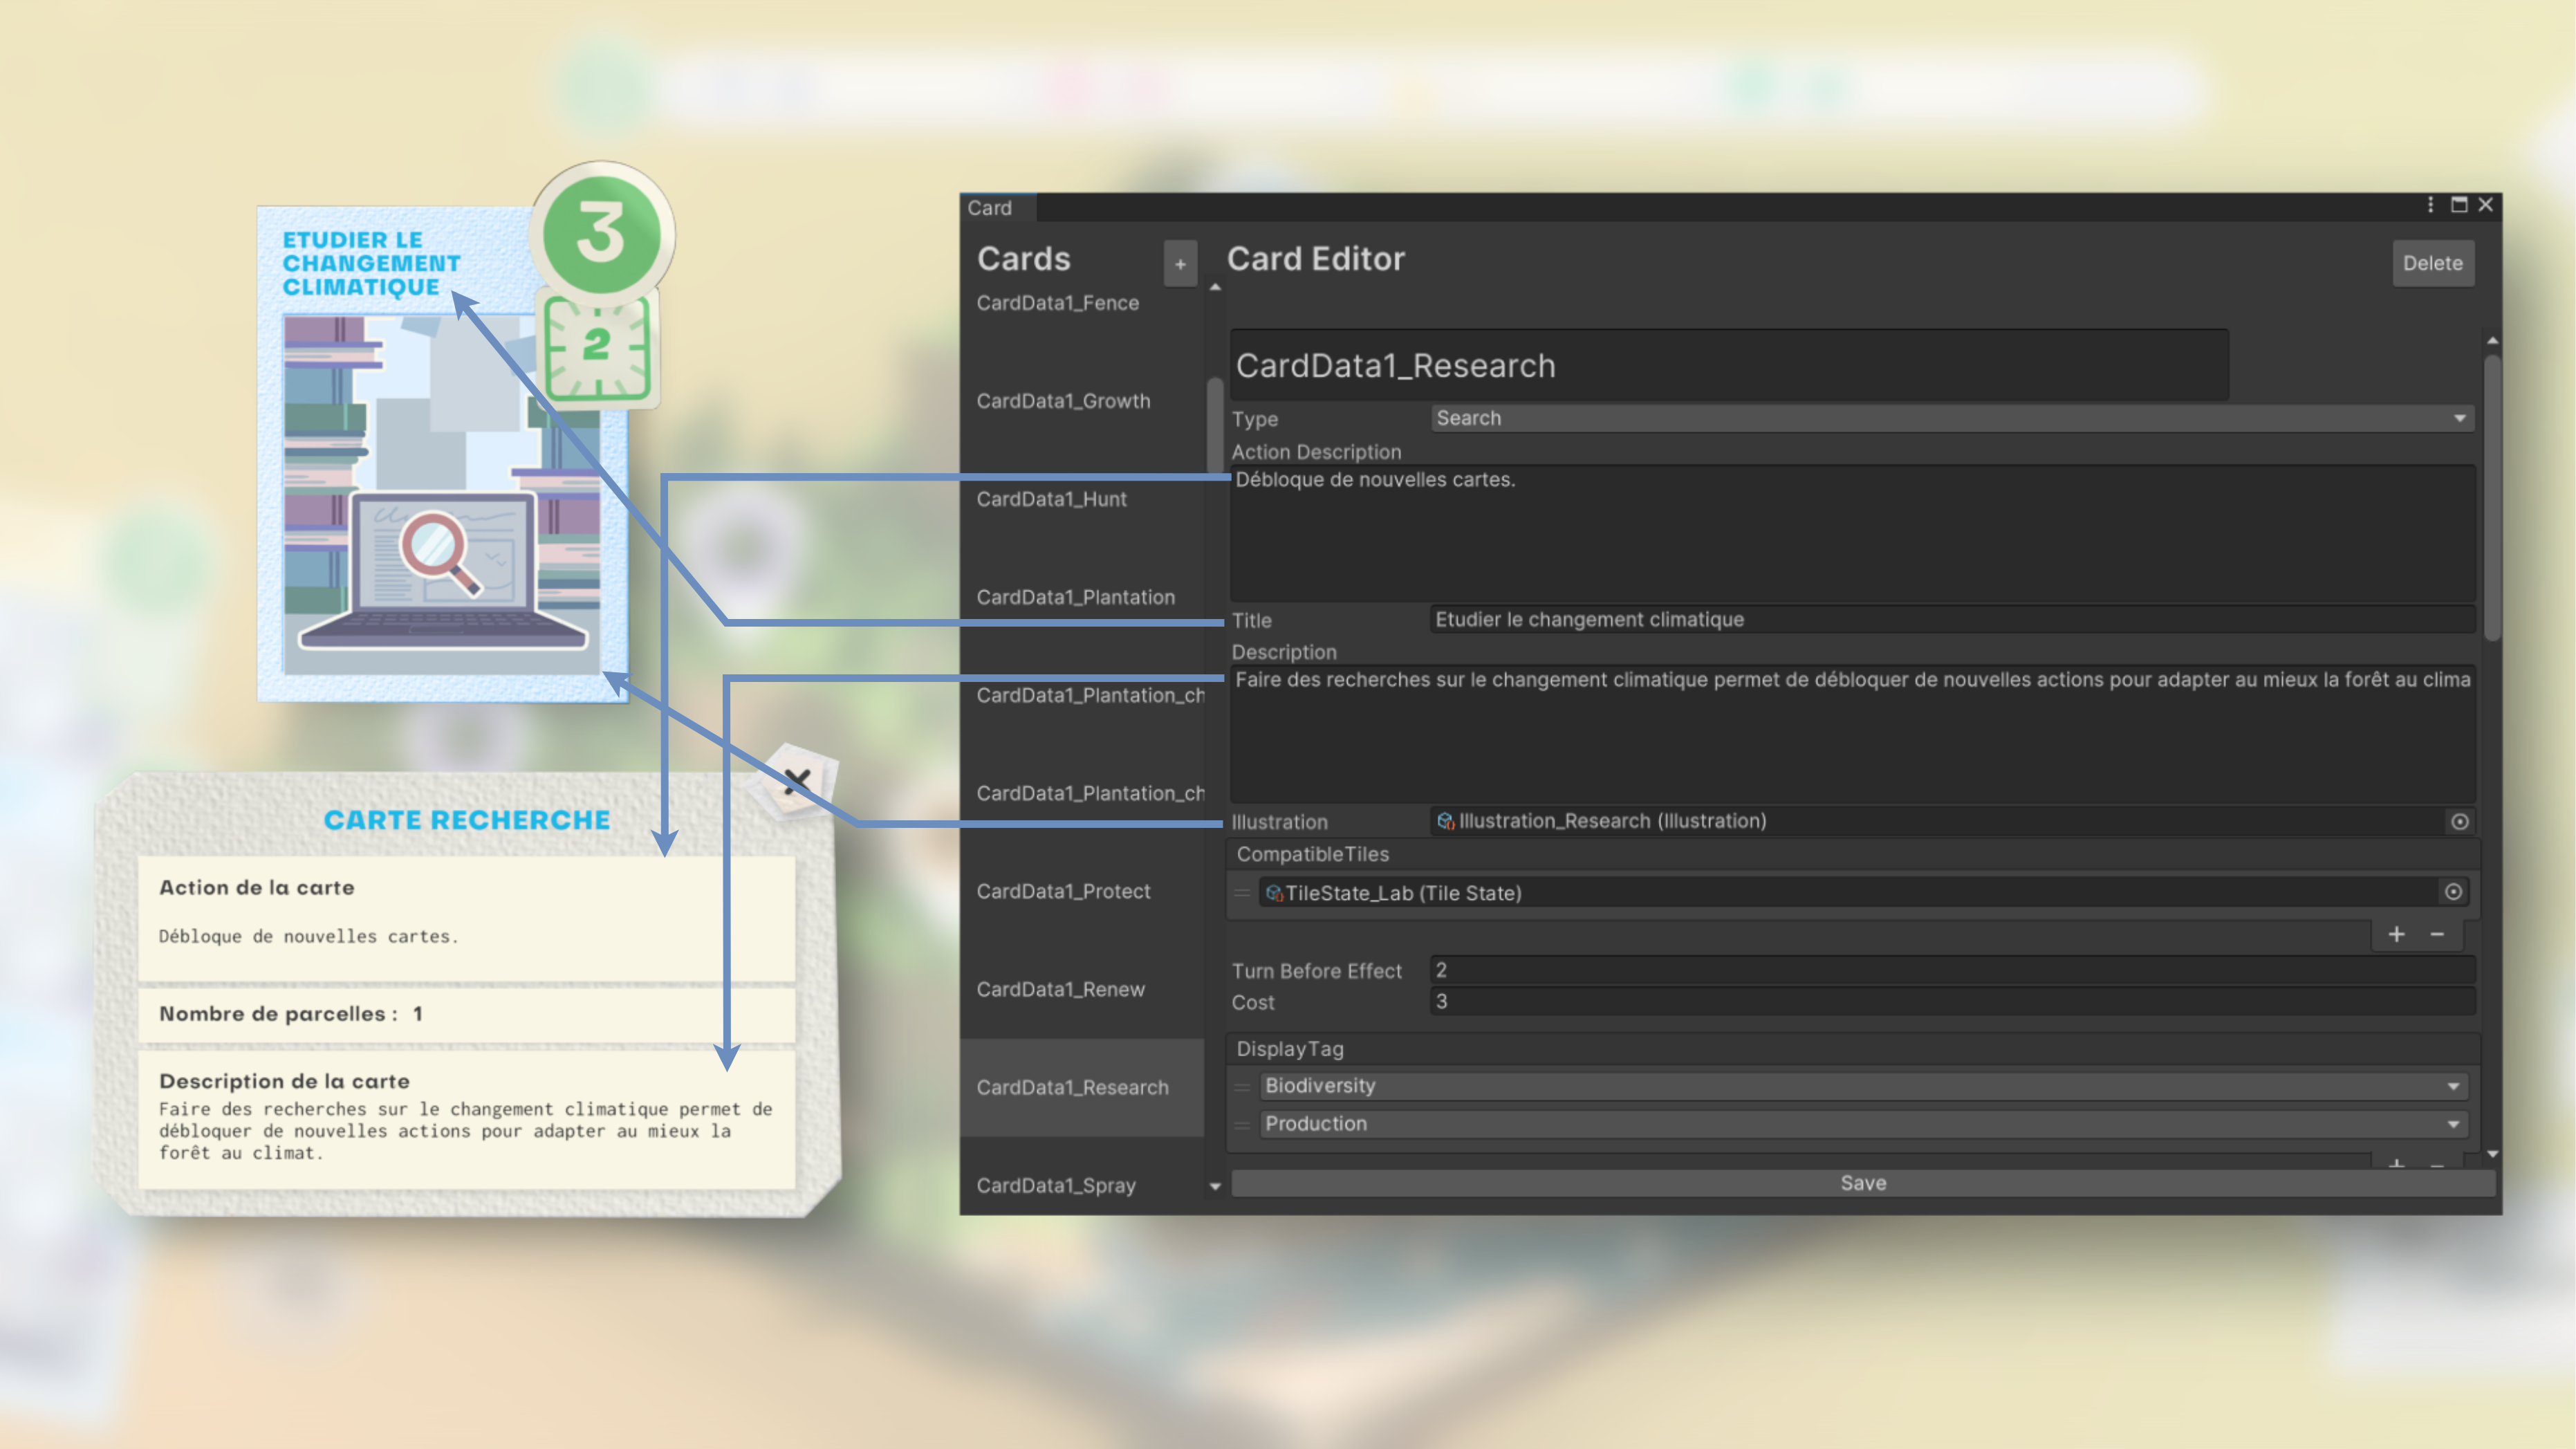 ETUDIER LE
CHANGEMENT
CLIMATIQUE
3
2
CARTE RECHERCHE
Action de la carte
Débloque de nouvelles cartes.
Nombre de parcelles : 1
Description de la carte
Faire des recherches sur le changement climatique permet de
débloquer de nouvelles actions pour adapter au mieux la
forêt au climat.
Card
Cards
+
CardData1_Fence
CardData1_Growth
CardData1_Hunt
CardData1_Plantation
CardData1_Plantation_ch
CardData1_Plantation_ch
CardData1_Protect
CardData1_Renew
CardData1_Research
CardData1_Spray
Card Editor
Delete
CardData1_Research
Type Search
Action Description
Débloque de nouvelles cartes.
Title Etudier le changement climatique
Description
Faire des recherches sur le changement climatique permet de débloquer de nouvelles actions pour adapter au mieux la forêt au clima
Illustration Illustration_Research (Illustration)
CompatibleTiles
TileState_Lab (Tile State)
+ −
Turn Before Effect 2
Cost 3
DisplayTag
Biodiversity
Production
+ −
Save